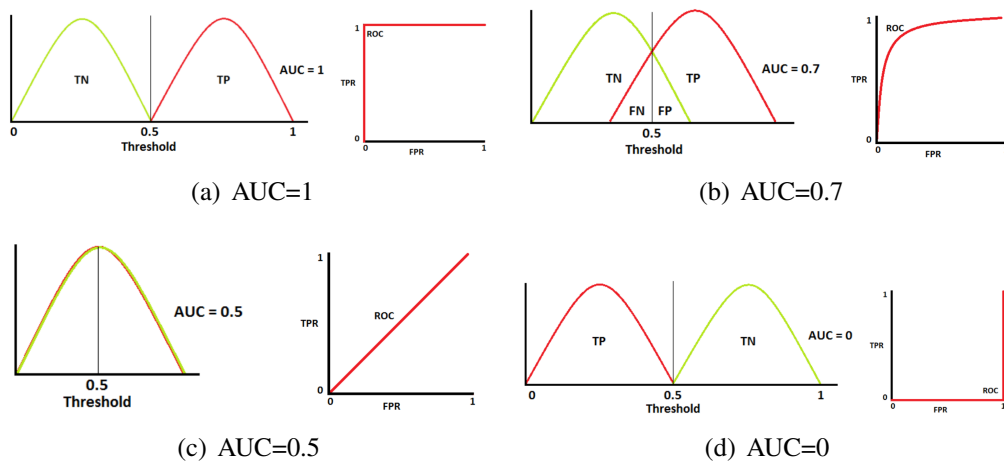 1
ROC
TN
TP
AUC = 1
TPR
0
0.5
1
Threshold
0
0
1
FPR
(a) AUC=1
1
ROC
TN
TP
AUC = 0.7
TPR
FN
FP
0.5
Threshold
0
0
FPR
(b) AUC=0.7
1
AUC = 0.5
ROC
TPR
0.5
Threshold
0
0
1
FPR
(c) AUC=0.5
1
TP
TN
AUC = 0
TPR
ROC
0
0.5
1
Threshold
0
0
1
FPR
(d) AUC=0